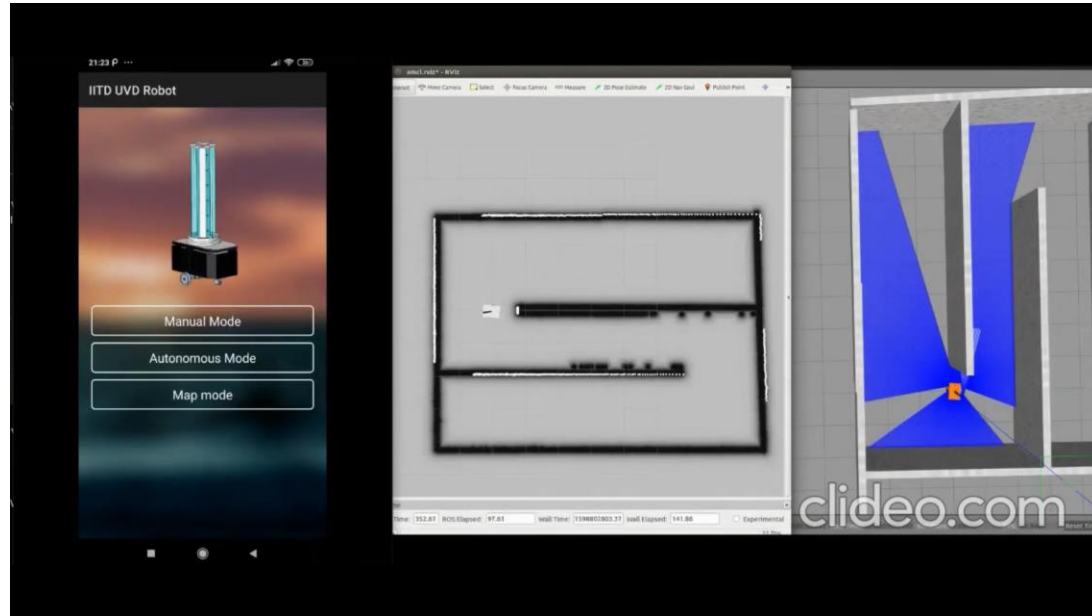 21:23
IITD UVD Robot
Manual Mode
Autonomous Mode
Map mode
amcl.rviz* - RViz
Interact Move Camera Select Focus Camera Measure 2D Pose Estimate 2D Nav Goal Publish Point
Time: 352.61 ROS Elapsed: 97.61 Wall Time: 1598802803.37 Wall Elapsed: 141.86 Experimental
clideo.com